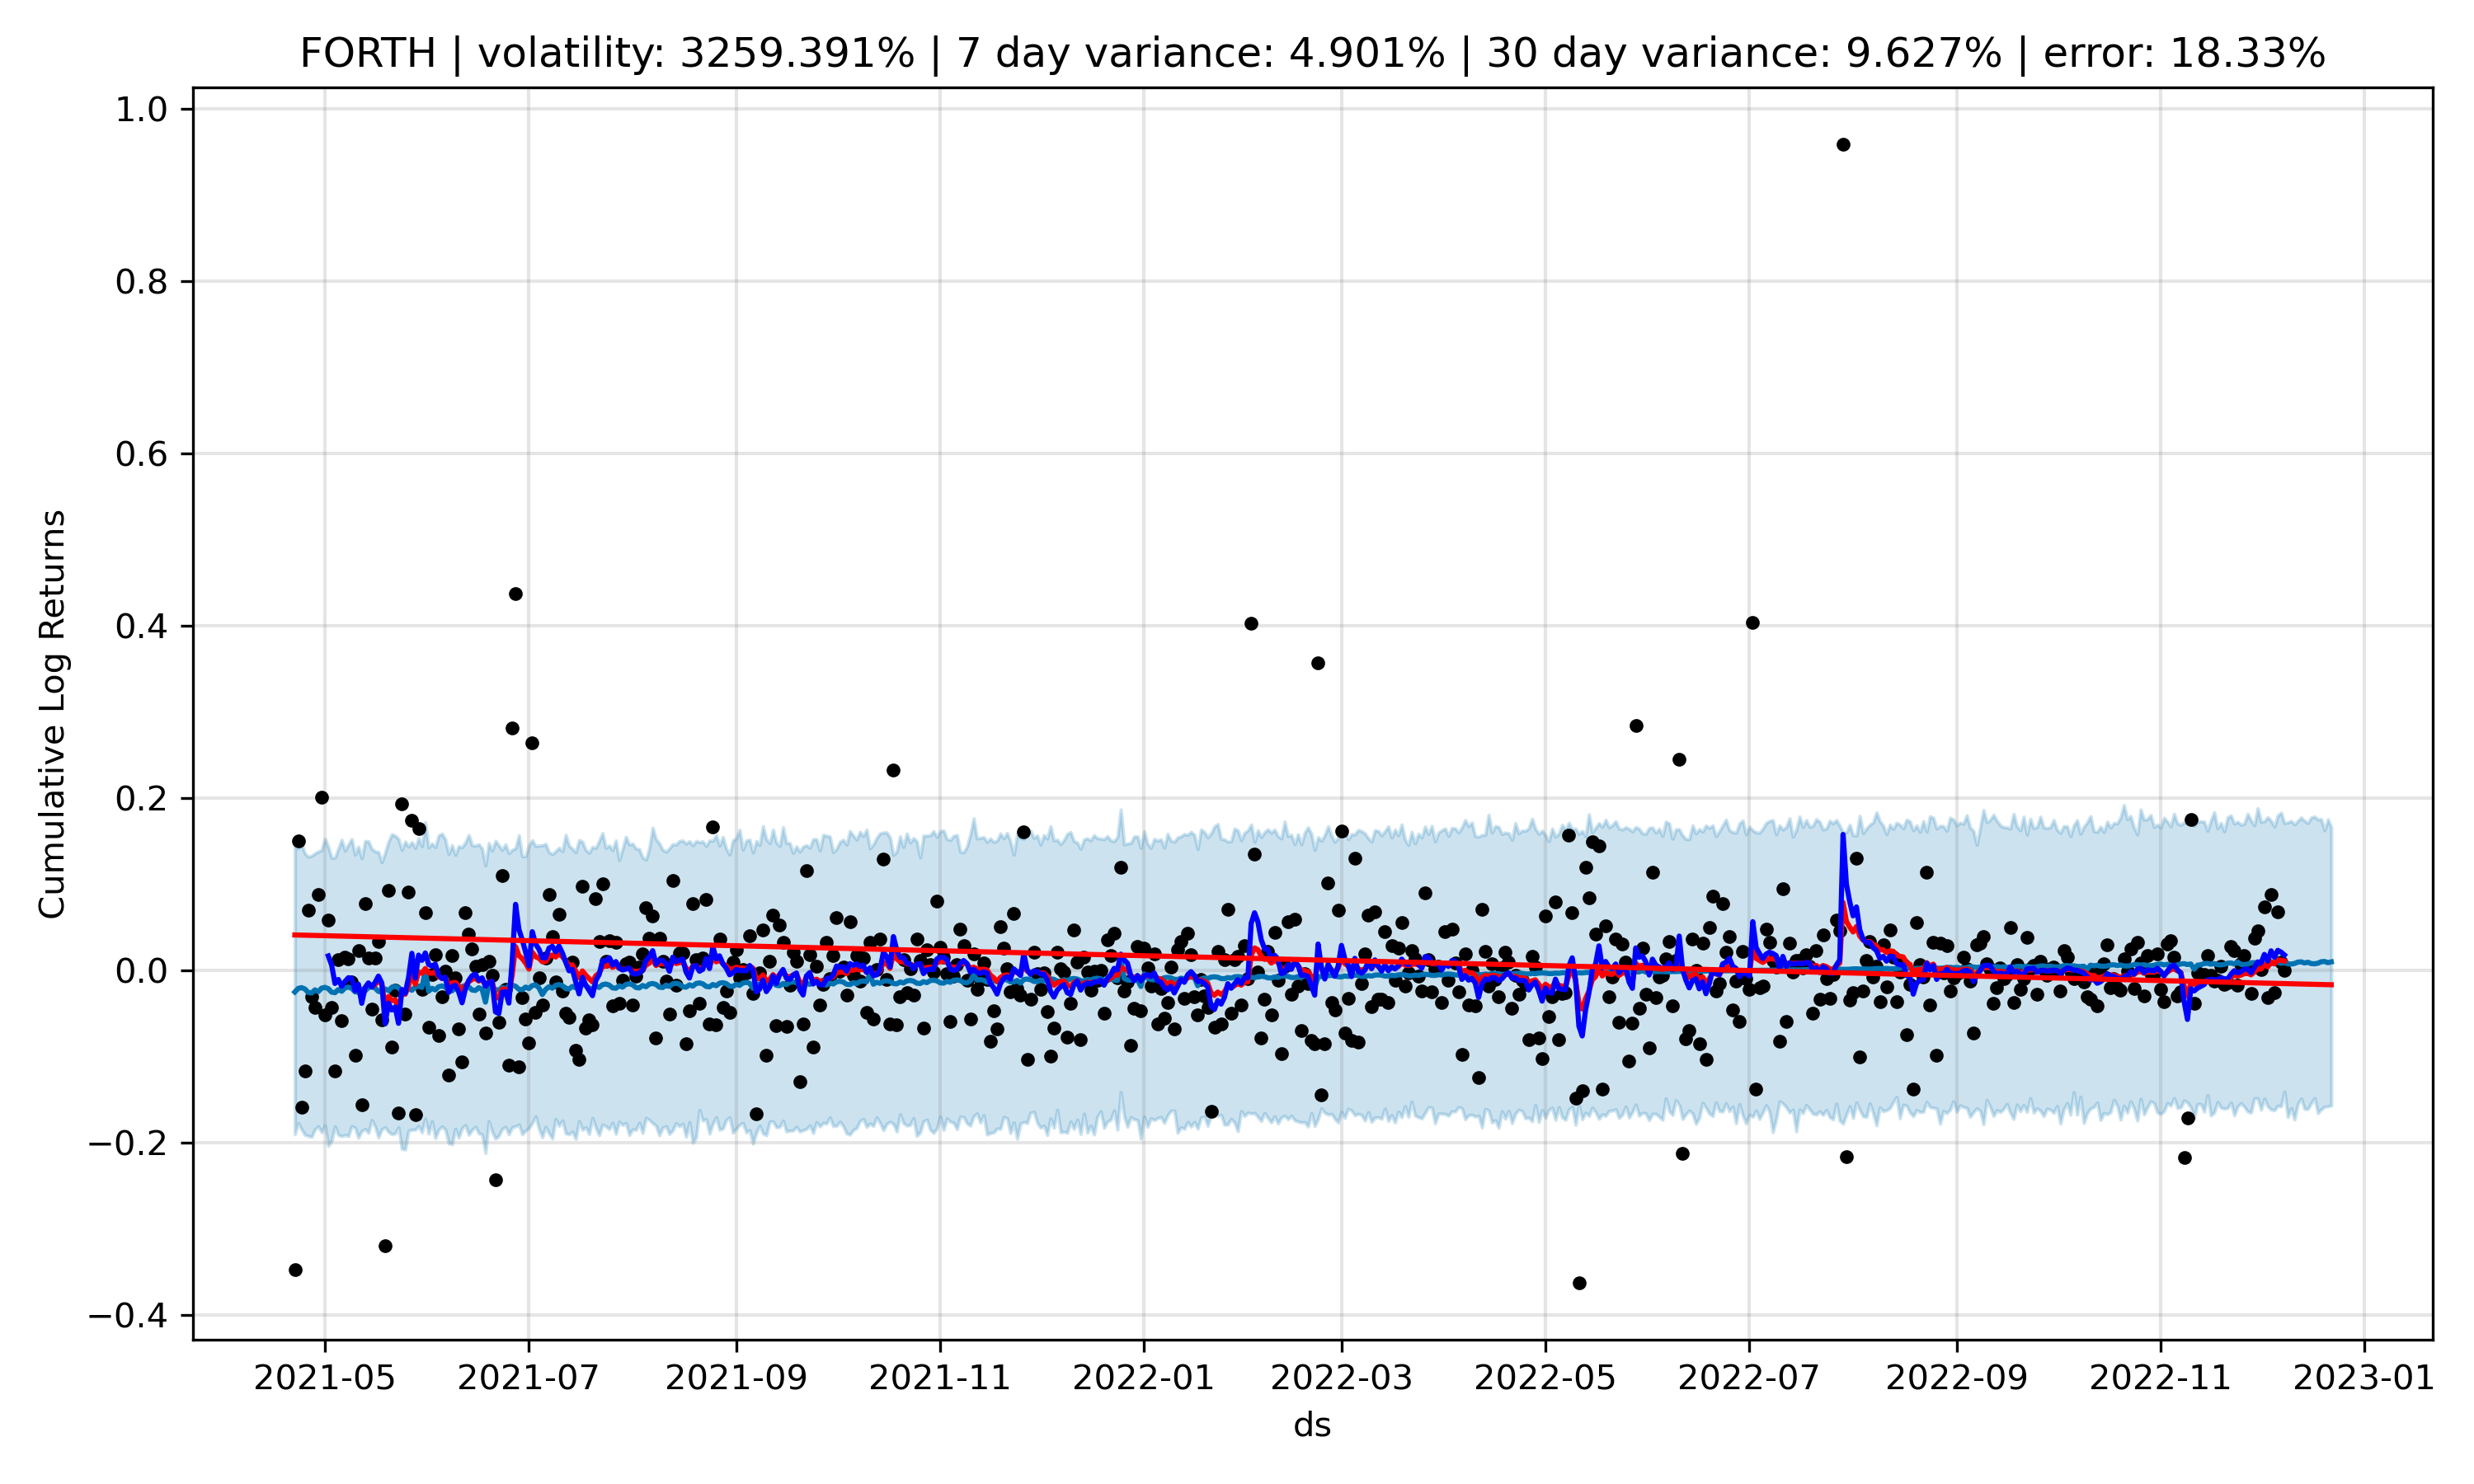 FORTH | volatility: 3259.391% | 7 day variance: 4.901% | 30 day variance: 9.627% | error: 18.33%
1.0
0.8
0.6
0.4
0.2
0.0
−0.2
−0.4
Cumulative Log Returns
2021-05 2021-07 2021-09 2021-11 2022-01 2022-03 2022-05 2022-07 2022-09 2022-11 2023-01
ds